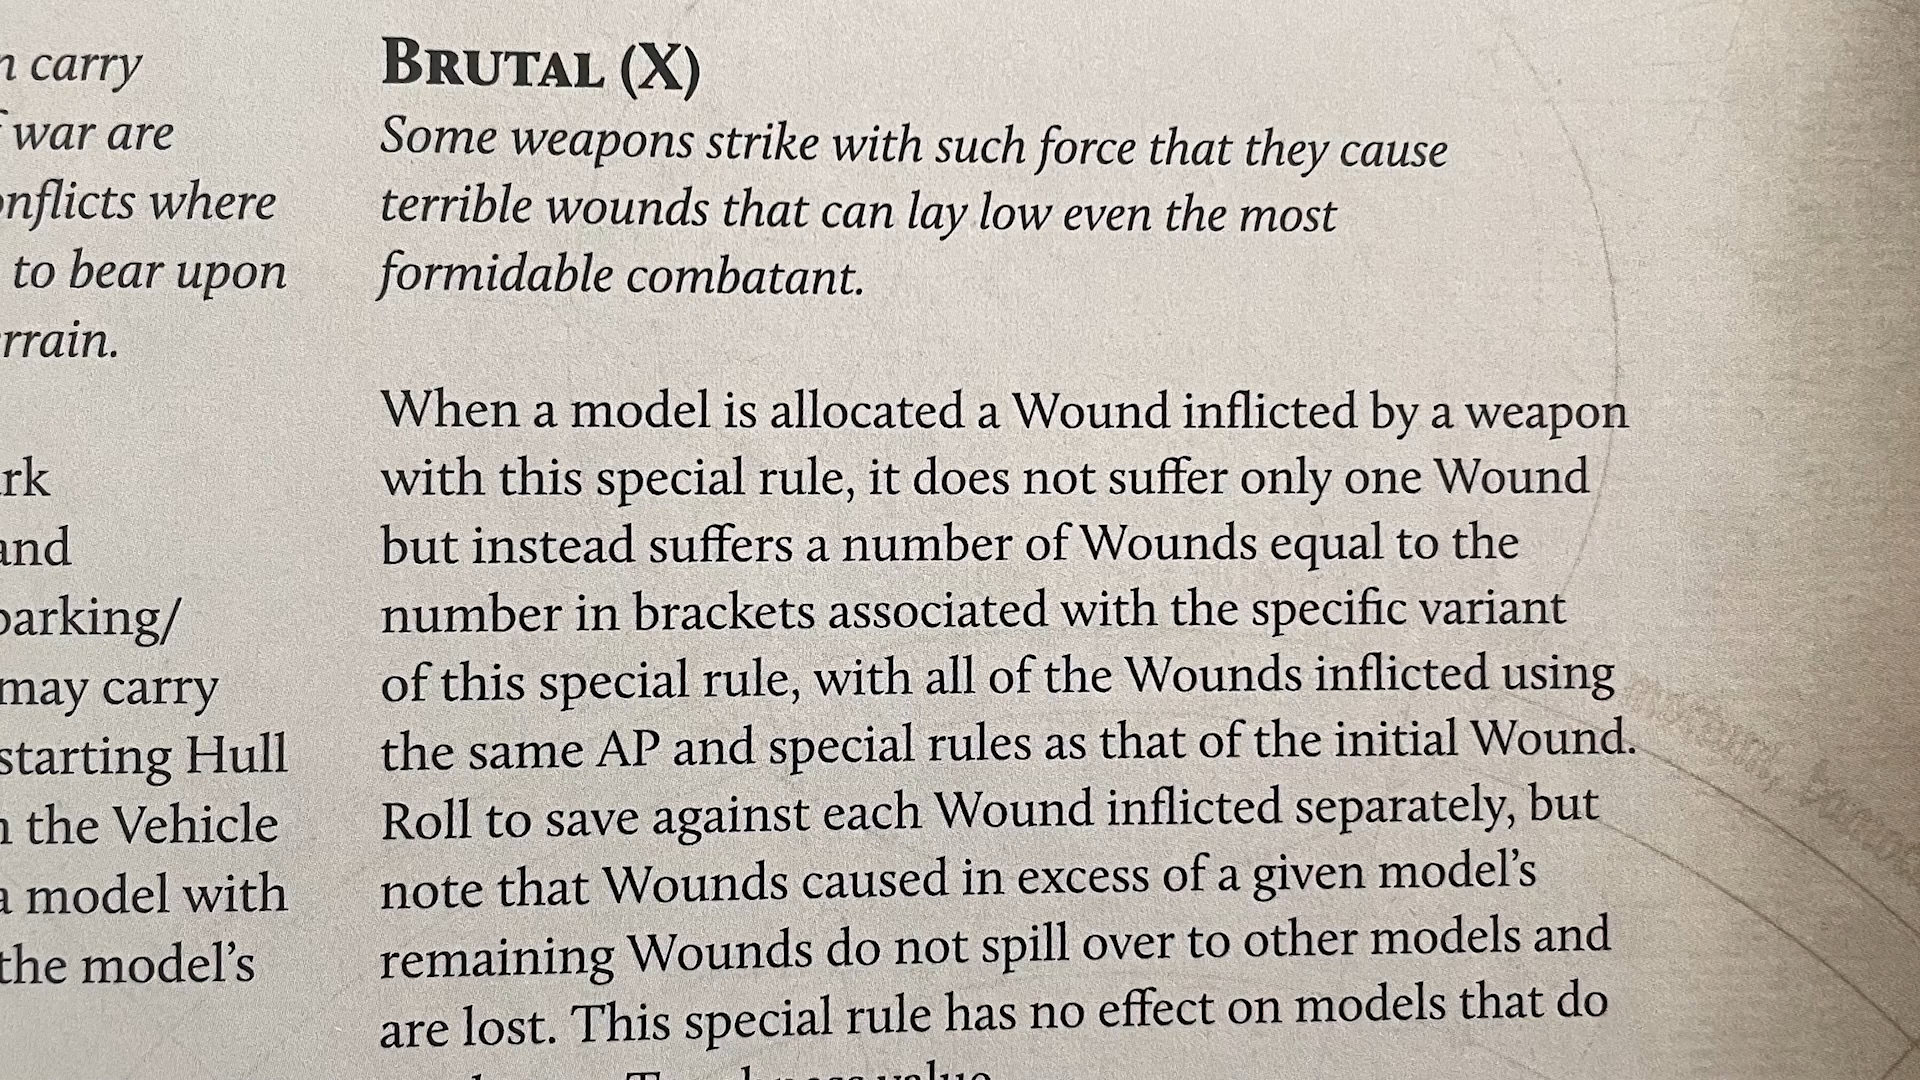 n carry
war are
onflicts where
to bear upon
rrain.
rk
and
parking/
may carry
starting Hull
the Vehicle
a model with
the model's
BRUTAL (X)
Some weapons strike with such force that they cause
terrible wounds that can lay low even the most
formidable combatant.
When a model is allocated a Wound inflicted by a weapon
with this special rule, it does not suffer only one Wound
but instead suffers a number of Wounds equal to the
number in brackets associated with the specific variant
of this special rule, with all of the Wounds inflicted using
the same AP and special rules as that of the initial Wound.
Roll to save against each Wound inflicted separately, but
note that Wounds caused in excess of a given model's
remaining Wounds do not spill over to other models and
are lost. This special rule has no effect on models that do
value